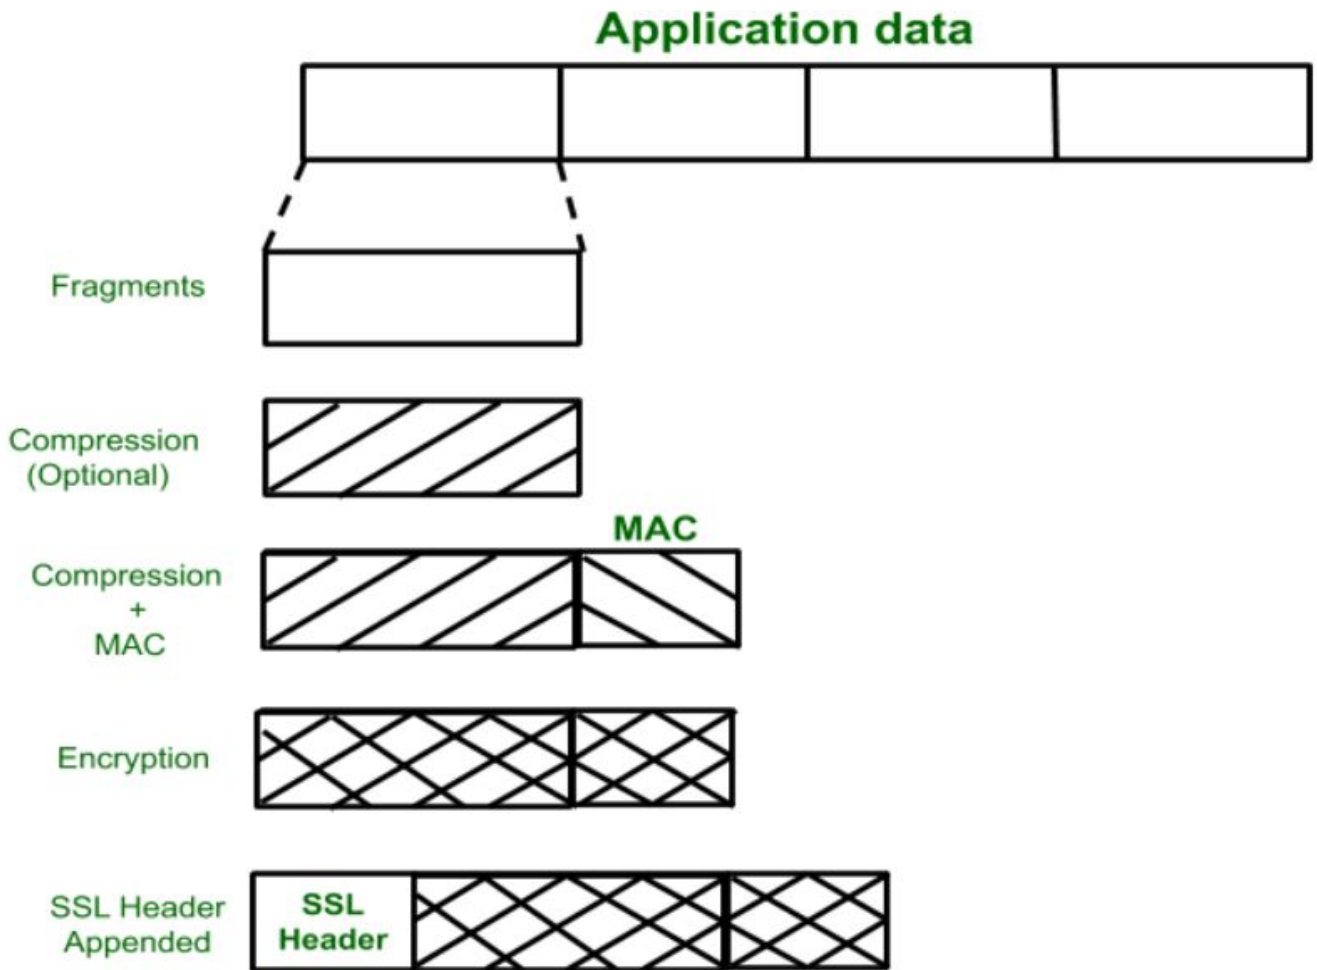 Application data
Fragments
Compression
(Optional)
MAC
Compression
+
MAC
Encryption
SSL Header
Appended
SSL
Header